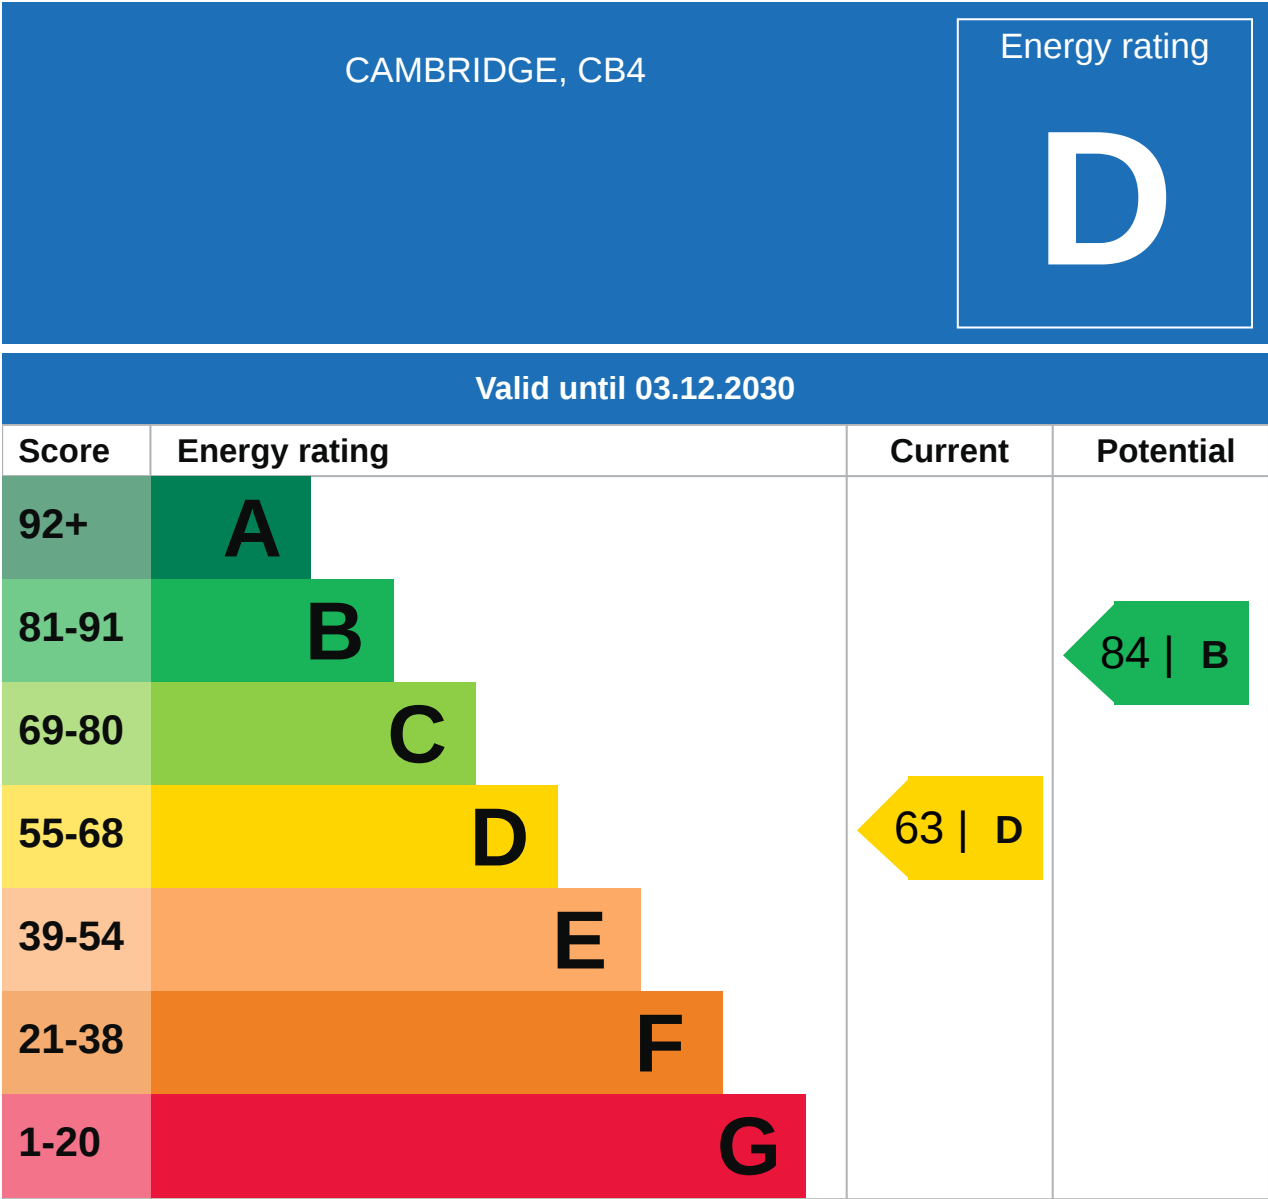 CAMBRIDGE, CB4
Energy rating
D
Valid until 03.12.2030
Score Energy rating Current Potential
92+ A
81-91 B
84 | B
69-80 C
55-68 D
63 | D
39-54 E
21-38 F
1-20 G